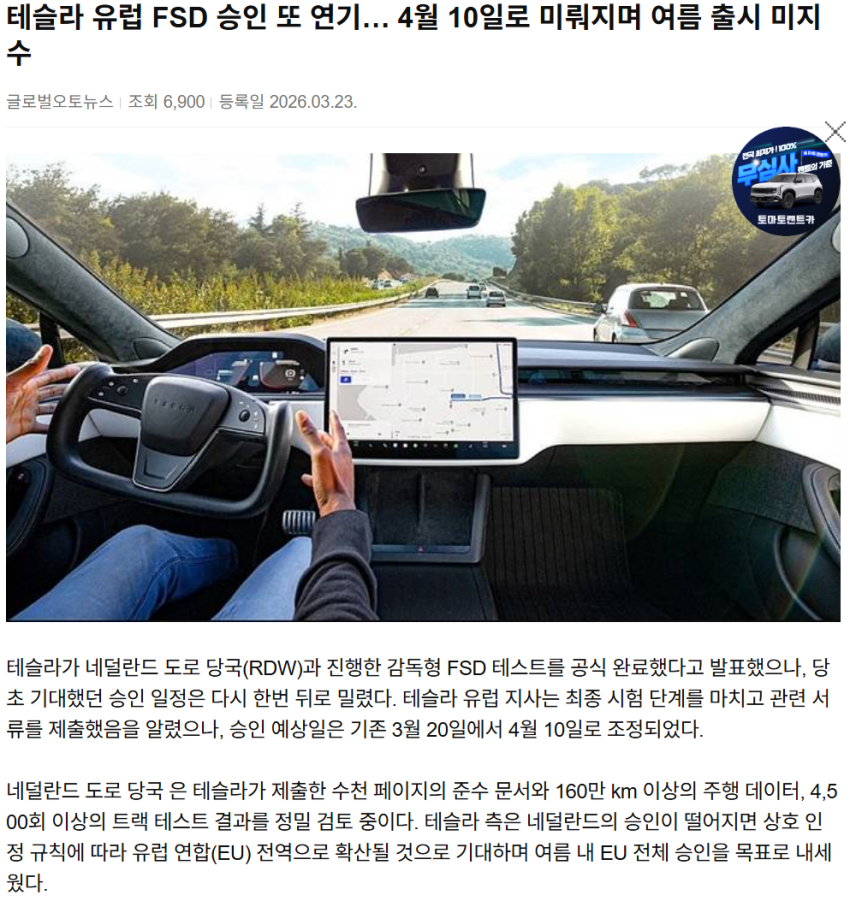 테슬라 유럽 FSD 승인 또 연기... 4월 10일로 미뤄지며 여름 출시 미지
수
글로벌오토뉴스 | 조회 6,900 | 등록일 2026.03.23.
전국 최저가! 100%
무심사
렌트의 기준
토마토렌트카
TESLA
테슬라가 네덜란드 도로 당국(RDW)과 진행한 감독형 FSD 테스트를 공식 완료했다고 발표했으나, 당
초 기대했던 승인 일정은 다시 한번 뒤로 밀렸다. 테슬라 유럽 지사는 최종 시험 단계를 마치고 관련 서
류를 제출했음을 알렸으나, 승인 예상일은 기존 3월 20일에서 4월 10일로 조정되었다.
네덜란드 도로 당국 은 테슬라가 제출한 수천 페이지의 준수 문서와 160만 km 이상의 주행 데이터, 4,5
00회 이상의 트랙 테스트 결과를 정밀 검토 중이다. 테슬라 측은 네덜란드의 승인이 떨어지면 상호 인
정 규칙에 따라 유럽 연합(EU) 전역으로 확산될 것으로 기대하며 여름 내 EU 전체 승인을 목표로 내세
웠다.